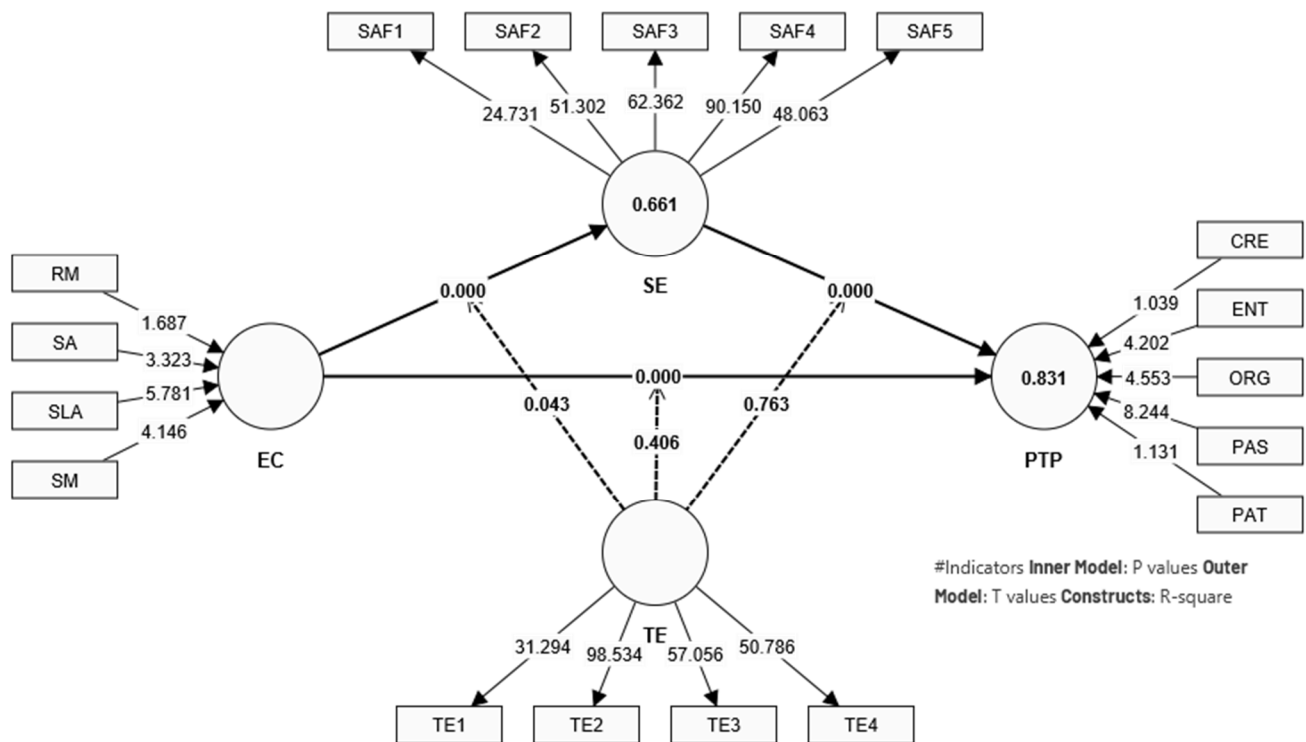 SAF1 SAF2 SAF3 SAF4 SAF5
24.731 51.302 62.362 90.150 48.063
0.661
SE
CRE
RM
ENT
0.000 0.000
1.039
1.687
4.202
SA
3.323
0.000
0.831
4.553
ORG
5.781
SLA
0.043 0.763
8.244
4.146
0.406
1.131
PAS
EC
PTP
SM
PAT
#Indicators Inner Model: P values Outer
Model: T values Constructs: R-square
TE
31.294 98.534 57.056 50.786
TE1 TE2 TE3 TE4